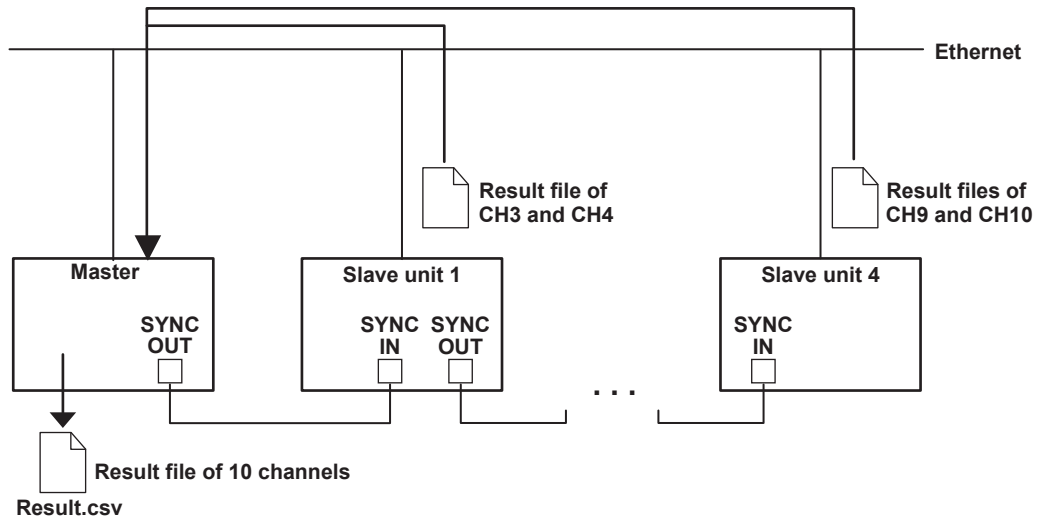 Ethernet
Result file of
CH3 and CH4
Result files of
CH9 and CH10
Master
Slave unit 1
Slave unit 4
SYNC
OUT
SYNC
IN
SYNC
OUT
SYNC
IN
. . .
Result file of 10 channels
Result.csv